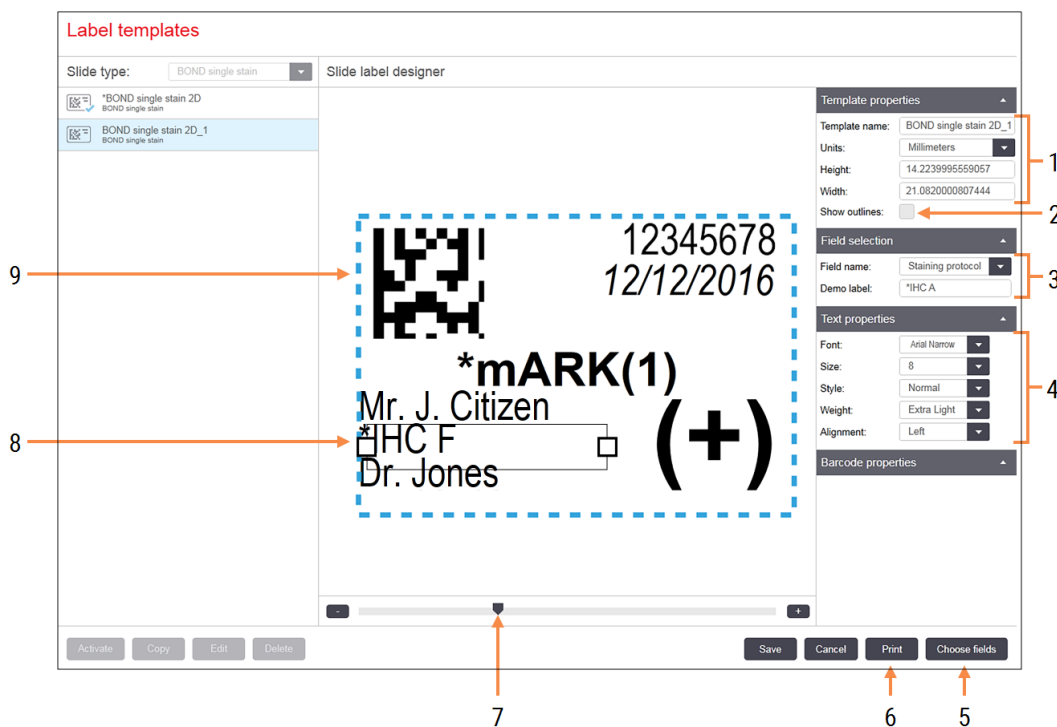 Label templates
Slide type: BOND single stain
Slide label designer
*BOND single stain 2D
BOND single stain
BOND single stain 2D_1
BOND single stain
Template properties
Template name: BOND single stain 2D_1
Units: Millimeters
Height: 14.2239995559057
Width: 21.0820000807444
Show outlines:
Field selection
Field name: Staining protocol
Demo label: *IHC A
Text properties
Font: Arial Narrow
Size: 8
Style: Normal
Weight: Extra Light
Alignment: Left
Barcode properties
12345678
12/12/2016
*mARK(1)
Mr. J. Citizen
*IHC F
(+)
Dr. Jones
- +
Activate Copy Edit Delete
Save Cancel Print Choose fields
1
2
3
4
5
6
7
8
9